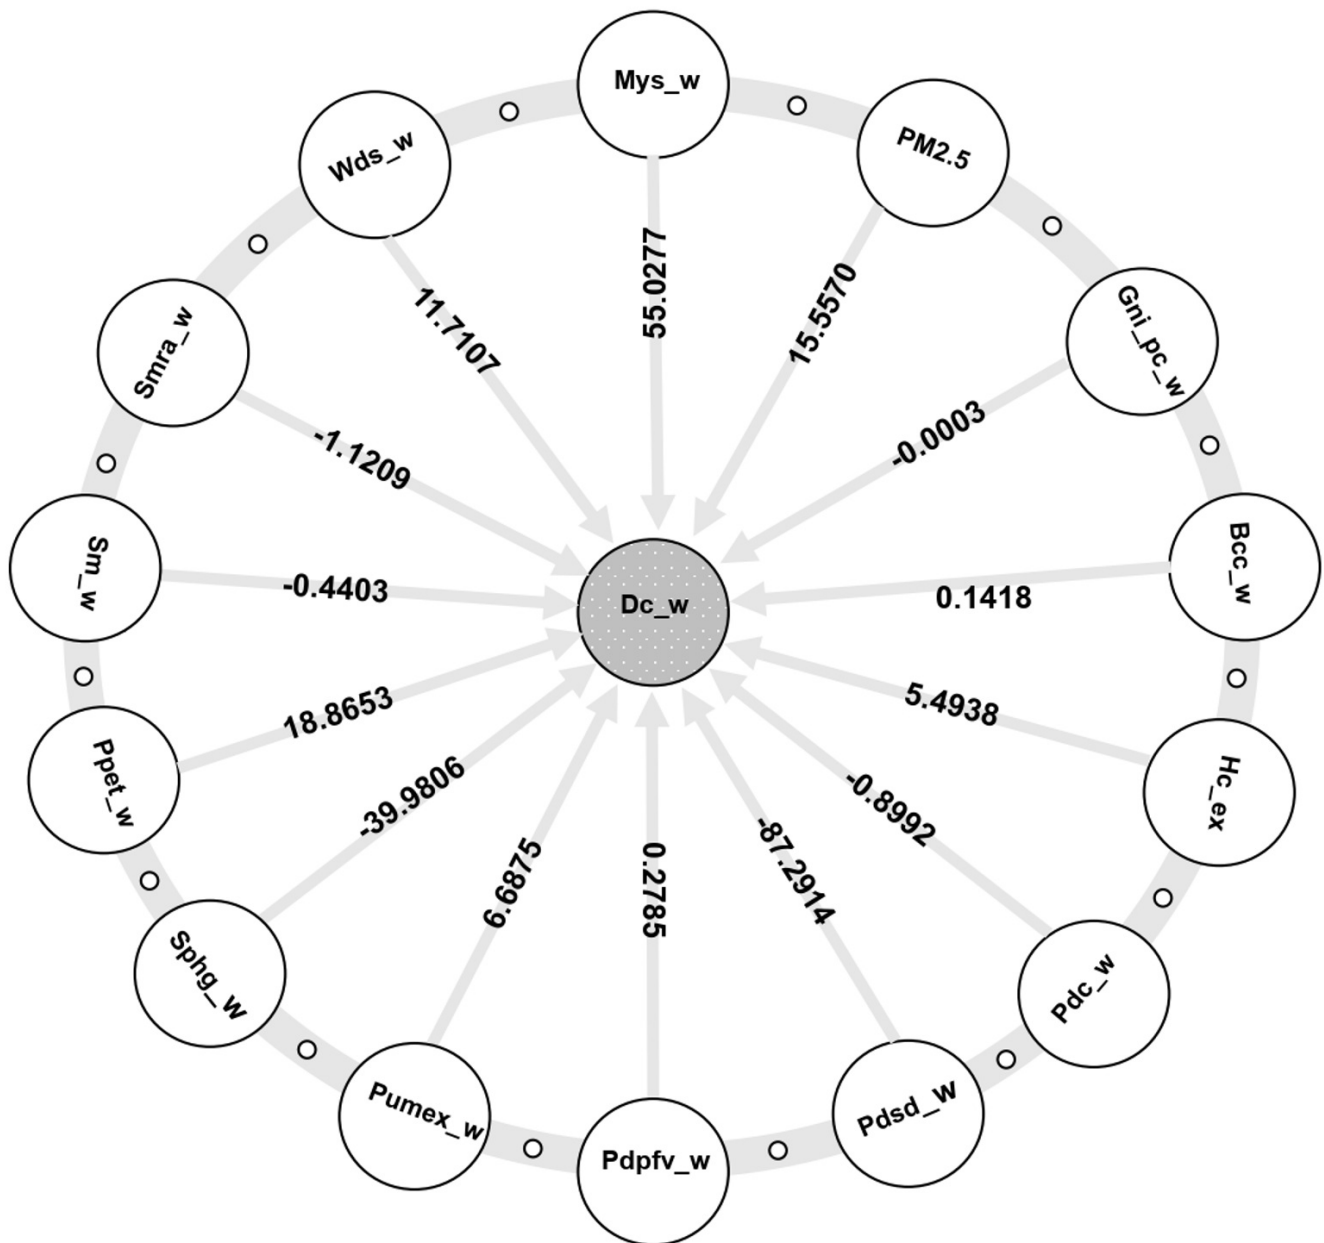 Mys_w
PM2.5
Wds_w
Gni_pc_w
Smra_w
Bcc_w
Sm_w
Hc_ex
Ppet_w
Pdc_w
Sphg_W
Pdsd_W
Pumex_w
Pdpfv_w
Dc_w
55.0277
15.5570
-0.0003
0.1418
5.4938
-0.8992
-87.2914
0.2785
6.6875
-39.9806
18.8653
-0.4403
-1.1209
11.7107